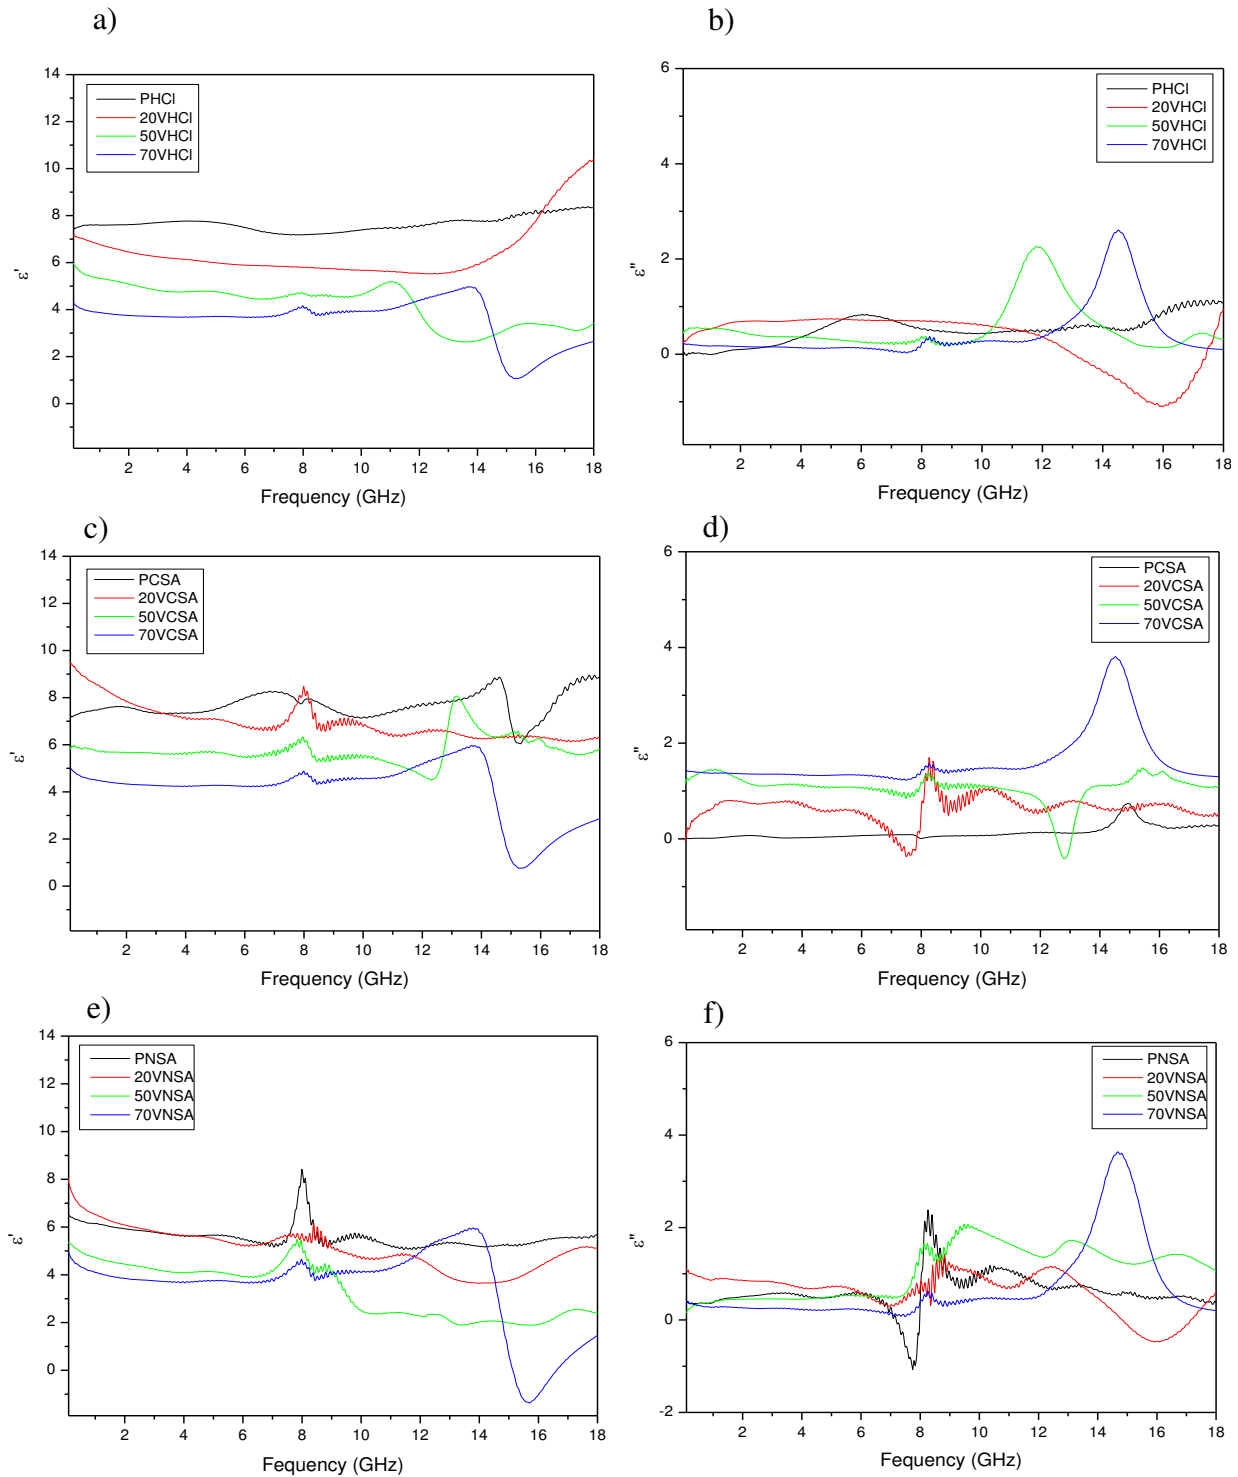 a)
14
12
10
8
6
4
2
0
ε'
PHCl
20VHCl
50VHCl
70VHCl
2 4 6 8 10 12 14 16 18
Frequency (GHz)
b)
6
4
2
0
ε"
PHCl
20VHCl
50VHCl
70VHCl
2 4 6 8 10 12 14 16 18
Frequency (GHz)
c)
14
12
10
8
6
4
2
0
ε'
PCSA
20VCSA
50VCSA
70VCSA
2 4 6 8 10 12 14 16 18
Frequency (GHz)
d)
6
4
2
0
ε"
PCSA
20VCSA
50VCSA
70VCSA
2 4 6 8 10 12 14 16 18
Frequency (GHz)
e)
14
12
10
8
6
4
2
0
ε'
PNSA
20VNSA
50VNSA
70VNSA
2 4 6 8 10 12 14 16 18
Fequency (GHz)
f)
6
4
2
0
-2
ε"
PNSA
20VNSA
50VNSA
70VNSA
2 4 6 8 10 12 14 16 18
Fequency (GHz)